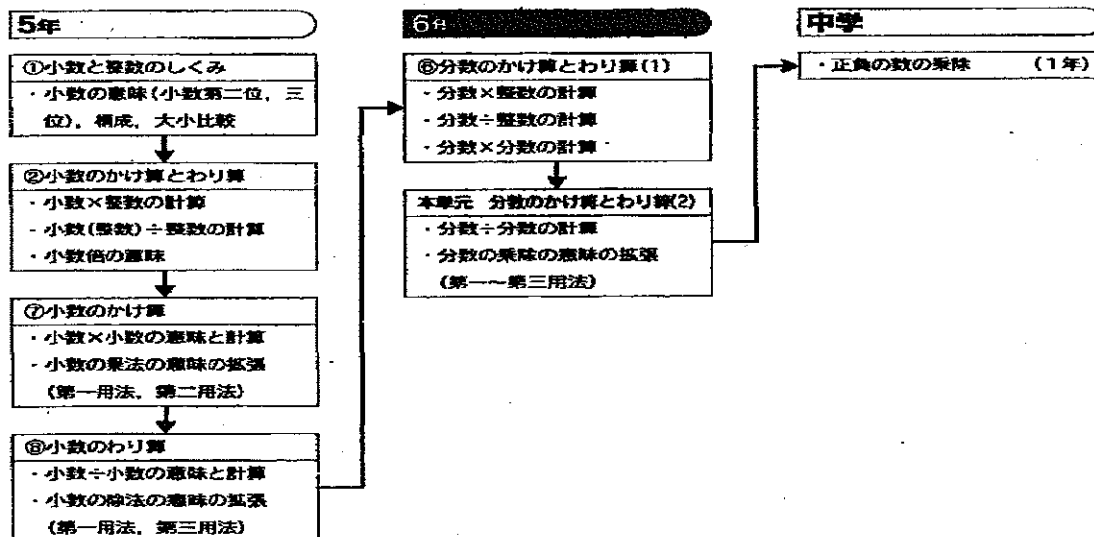 5年
①小数と整数のしくみ
・小数の意味(小数第二位，三
位)，構成，大小比較
②小数のかけ算とわり算
・小数×整数の計算
・小数(整数)÷整数の計算
・小数倍の意味
⑦小数のかけ算
・小数×小数の意味と計算
・小数の乗法の意味の拡張
(第一用法，第二用法)
⑧小数のわり算
・小数÷小数の意味と計算
・小数の除法の意味の拡張
(第一用法，第三用法)
6年
⑥分数のかけ算とわり算(1)
・分数×整数の計算
・分数÷整数の計算
・分数×分数の計算
本単元 分数のかけ算とわり算(2)
・分数÷分数の計算
・分数の乗除の意味の拡張
(第一～第三用法)
中学
・正負の数の乗除 (1年)